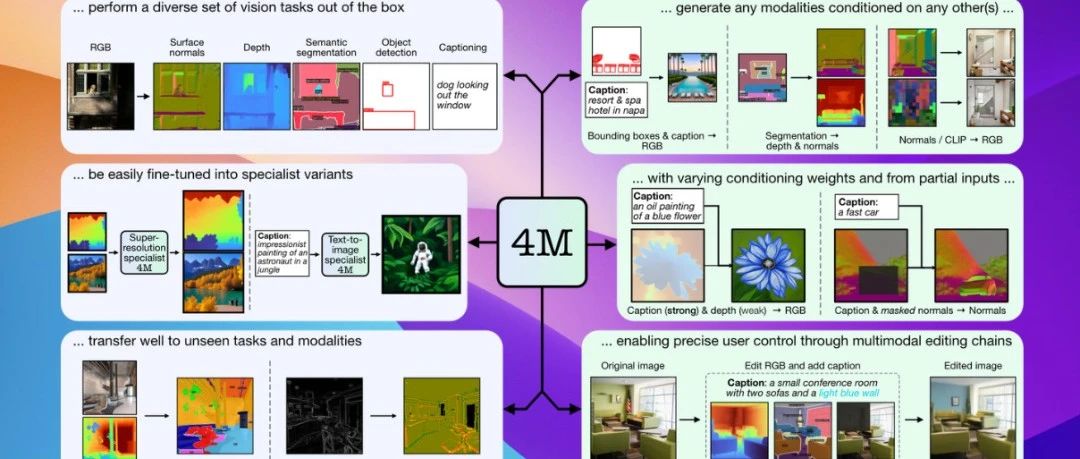 ... perform a diverse set of vision tasks out of the box
RGB
Surface
normals
Depth
Semantic
segmentation
Object
detection
Captioning
dog looking
out the
window
... generate any modalities conditioned on any other(s) ...
Caption:
resort & spa
hotel in napa
Bounding boxes & caption →
RGB
Segmentation →
depth & normals
Normals / CLIP → RGB
... be easily fine-tuned into specialist variants
Super-
resolution
specialist
4M
Caption:
impressionist
painting of an
astronaut in a
jungle
Text-to-
image
specialist
4M
4M
... with varying conditioning weights and from partial inputs ...
Caption:
an oil painting
of a blue flower
Caption (strong) & depth (weak) → RGB
Caption:
a fast car
Caption & masked normals → Normals
... transfer well to unseen tasks and modalities
... enabling precise user control through multimodal editing chains
Original image
Edit RGB and add caption
Edited image
Caption: a small conference room
with two sofas and a light blue wall